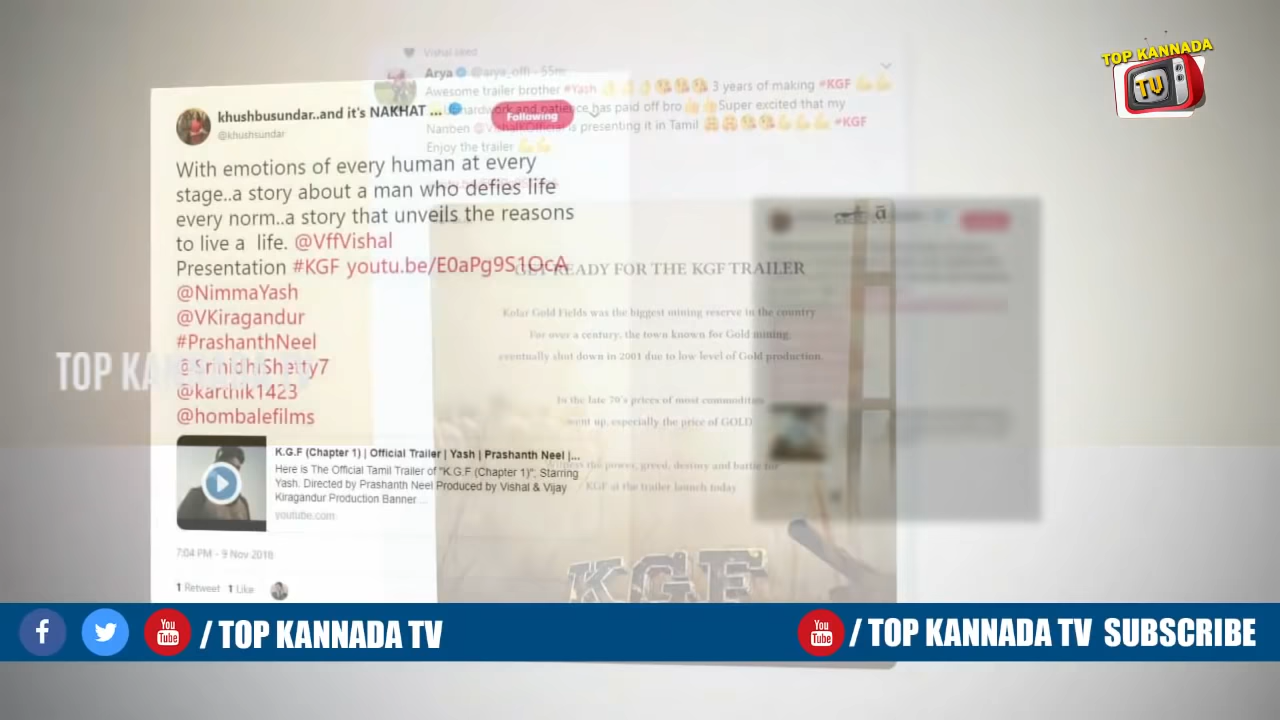 TOP KANNADA
TV
Vishal liked
Arya @arya_offl - 55m
Awesome trailer brother #Yash 3 years of making #KGF
hardwork and patience has paid off bro Super excited that my
Nanben is presenting it in Tamil #KGF
Enjoy the trailer
khushbusundar..and it's NAKHAT ...
@khushsundar
Following
With emotions of every human at every
stage..a story about a man who defies life
every norm..a story that unveils the reasons
to live a life. @VffVishal
Presentation #KGF youtu.be/E0aPg9S1OcA
@NimmaYash
@VKiragandur
#PrashanthNeel
@SrinidhiShetty7
@karthik1423
@hombalefilms
K.G.F (Chapter 1) | Official Trailer | Yash | Prashanth Neel |...
Here is The Official Tamil Trailer of "K.G.F (Chapter 1)", Starring
Yash. Directed by Prashanth Neel Produced by Vishal & Vijay
Kiragandur Production Banner ...
youtube.com
7:04 PM - 9 Nov 2018
1 Retweet 1 Like
GET READY FOR THE KGF TRAILER
Kolar Gold Fields was the biggest mining reserve in the country
For over a century, the town known for Gold mining,
eventually shut down in 2001 due to low level of Gold production.
In the late 70's prices of most commodities
went up, especially the price of GOLD
Witness the power, greed, destiny and battle for
KGF at the trailer launch today
KGF
TOP KANNADA TV
/ TOP KANNADA TV
You Tube / TOP KANNADA TV SUBSCRIBE